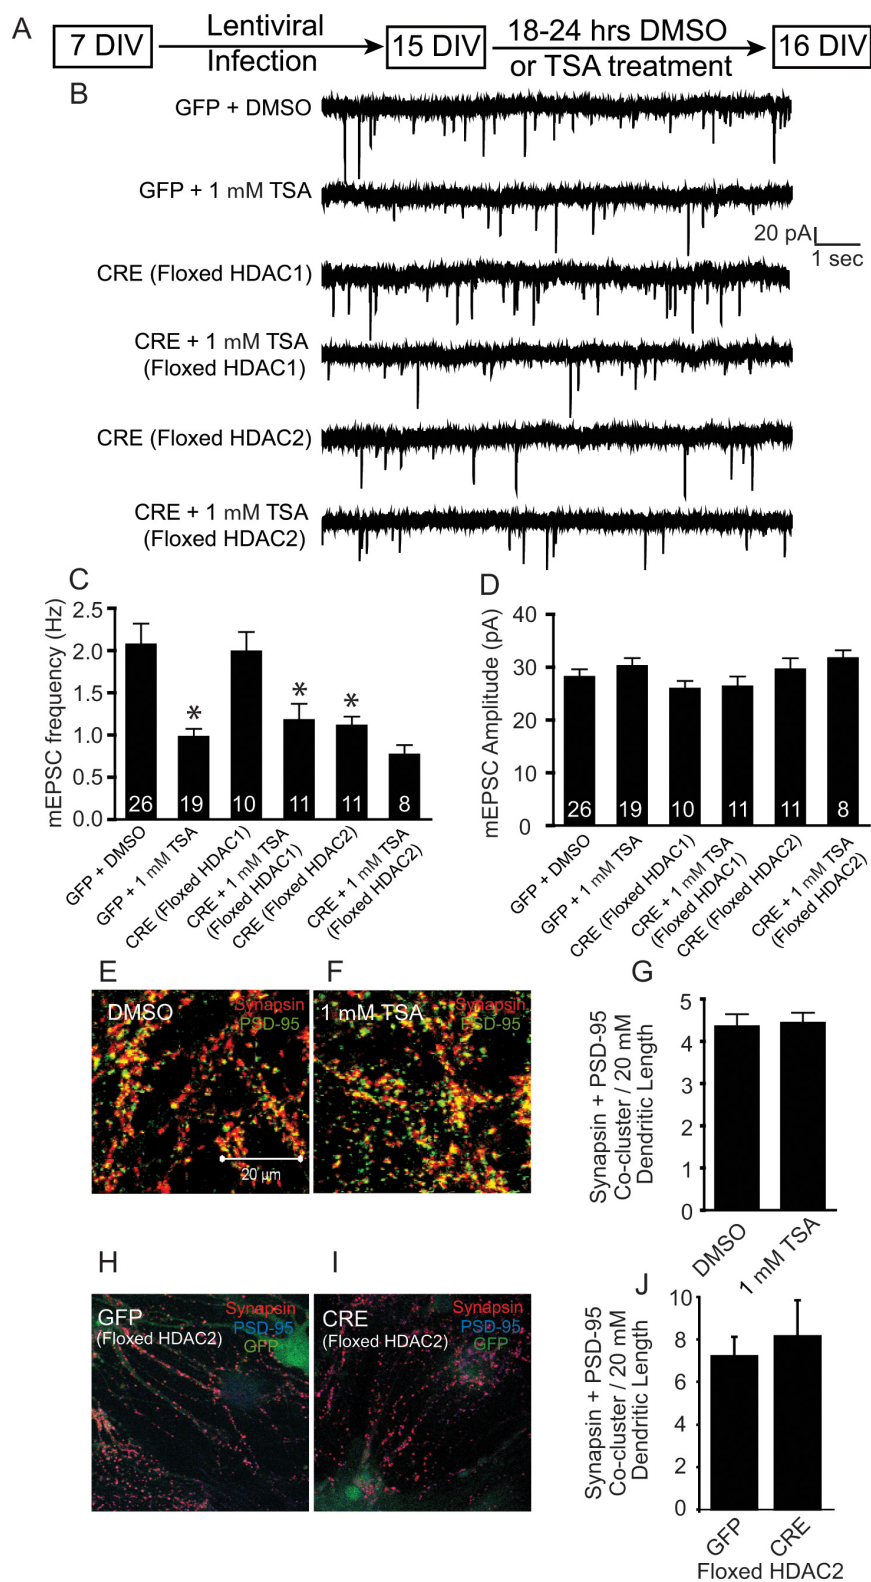 A
7 DIV
Lentiviral
Infection
15 DIV
18-24 hrs DMSO
or TSA treatment
16 DIV
B
GFP + DMSO
GFP + 1 mM TSA
20 pA
1 sec
CRE (Floxed HDAC1)
CRE + 1 mM TSA
(Floxed HDAC1)
CRE (Floxed HDAC2)
CRE + 1 mM TSA
(Floxed HDAC2)
C
mEPSC frequency (Hz)
2.5
2.0
1.5
1.0
0.5
0.0
* * *
26 19 10 11 11 8
GFP + DMSO
GFP + 1 mM TSA
CRE (Floxed HDAC1)
CRE + 1 mM TSA
(Floxed HDAC1)
CRE (Floxed HDAC2)
CRE + 1 mM TSA
(Floxed HDAC2)
D
mEPSC Amplitude (pA)
40
30
20
10
0
26 19 10 11 11 8
GFP + DMSO
GFP + 1 mM TSA
CRE (Floxed HDAC1)
CRE + 1 mM TSA
(Floxed HDAC1)
CRE (Floxed HDAC2)
CRE + 1 mM TSA
(Floxed HDAC2)
E
DMSO
Synapsin
PSD-95
20 µm
F
1 mM TSA
Synapsin
PSD-95
G
Synapsin + PSD-95
Co-cluster / 20 mM
Dendritic Length
5
4
3
2
1
0
DMSO
1 mM TSA
H
GFP
(Floxed HDAC2)
Synapsin
PSD-95
GFP
I
CRE
(Floxed HDAC2)
Synapsin
PSD-95
GFP
J
Synapsin + PSD-95
Co-cluster / 20 mM
Dendritic Length
10
8
6
4
2
0
GFP
CRE
Floxed HDAC2